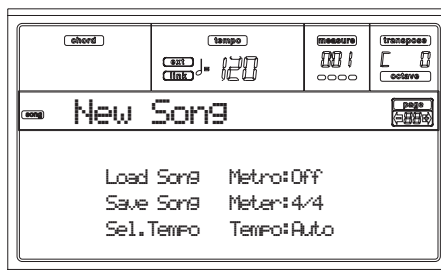 chord tempo measure transpose
ext link ♩= 120 001 C 0
octave
song New Song page
Load Song Metro:Off
Save Song Meter:4/4
Sel.Tempo Tempo:Auto